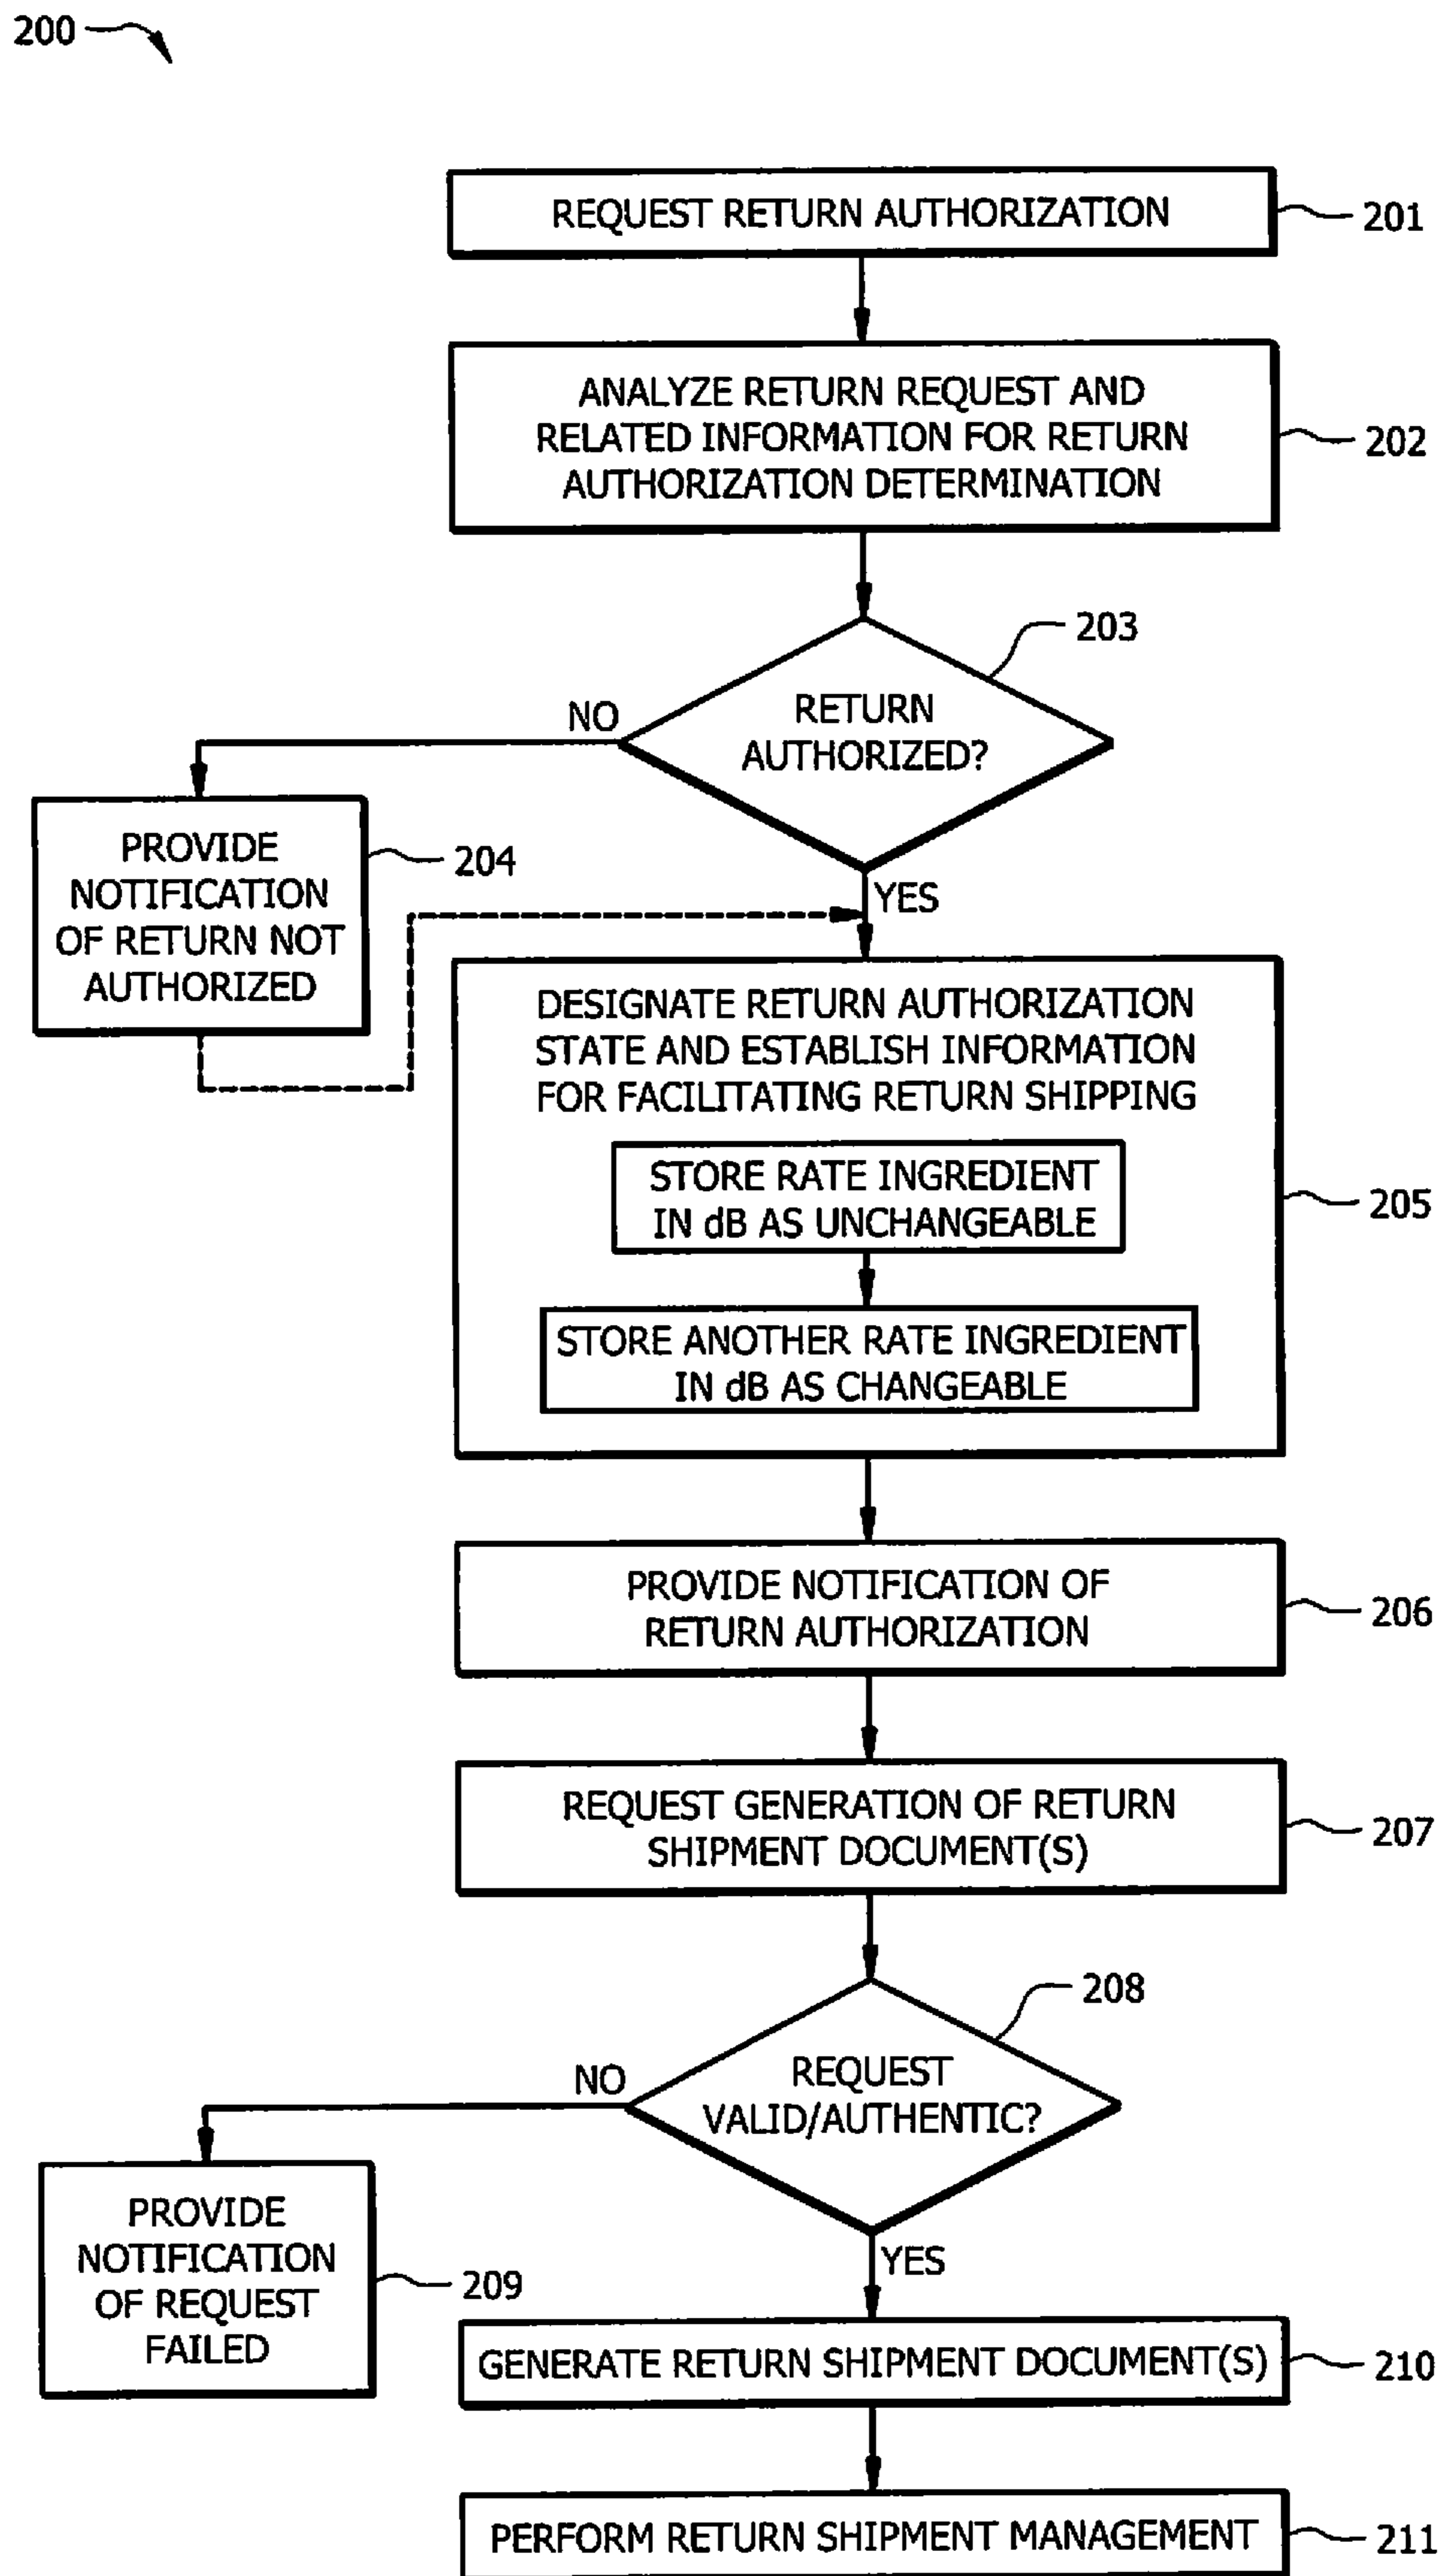 200
REQUEST RETURN AUTHORIZATION
201
ANALYZE RETURN REQUEST AND
RELATED INFORMATION FOR RETURN
AUTHORIZATION DETERMINATION
202
203
RETURN
AUTHORIZED?
NO
YES
PROVIDE
NOTIFICATION
OF RETURN NOT
AUTHORIZED
204
DESIGNATE RETURN AUTHORIZATION
STATE AND ESTABLISH INFORMATION
FOR FACILITATING RETURN SHIPPING
STORE RATE INGREDIENT
IN dB AS UNCHANGEABLE
STORE ANOTHER RATE INGREDIENT
IN dB AS CHANGEABLE
205
PROVIDE NOTIFICATION OF
RETURN AUTHORIZATION
206
REQUEST GENERATION OF RETURN
SHIPMENT DOCUMENT(S)
207
208
REQUEST
VALID/AUTHENTIC?
NO
YES
PROVIDE
NOTIFICATION
OF REQUEST
FAILED
209
GENERATE RETURN SHIPMENT DOCUMENT(S)
210
PERFORM RETURN SHIPMENT MANAGEMENT
211